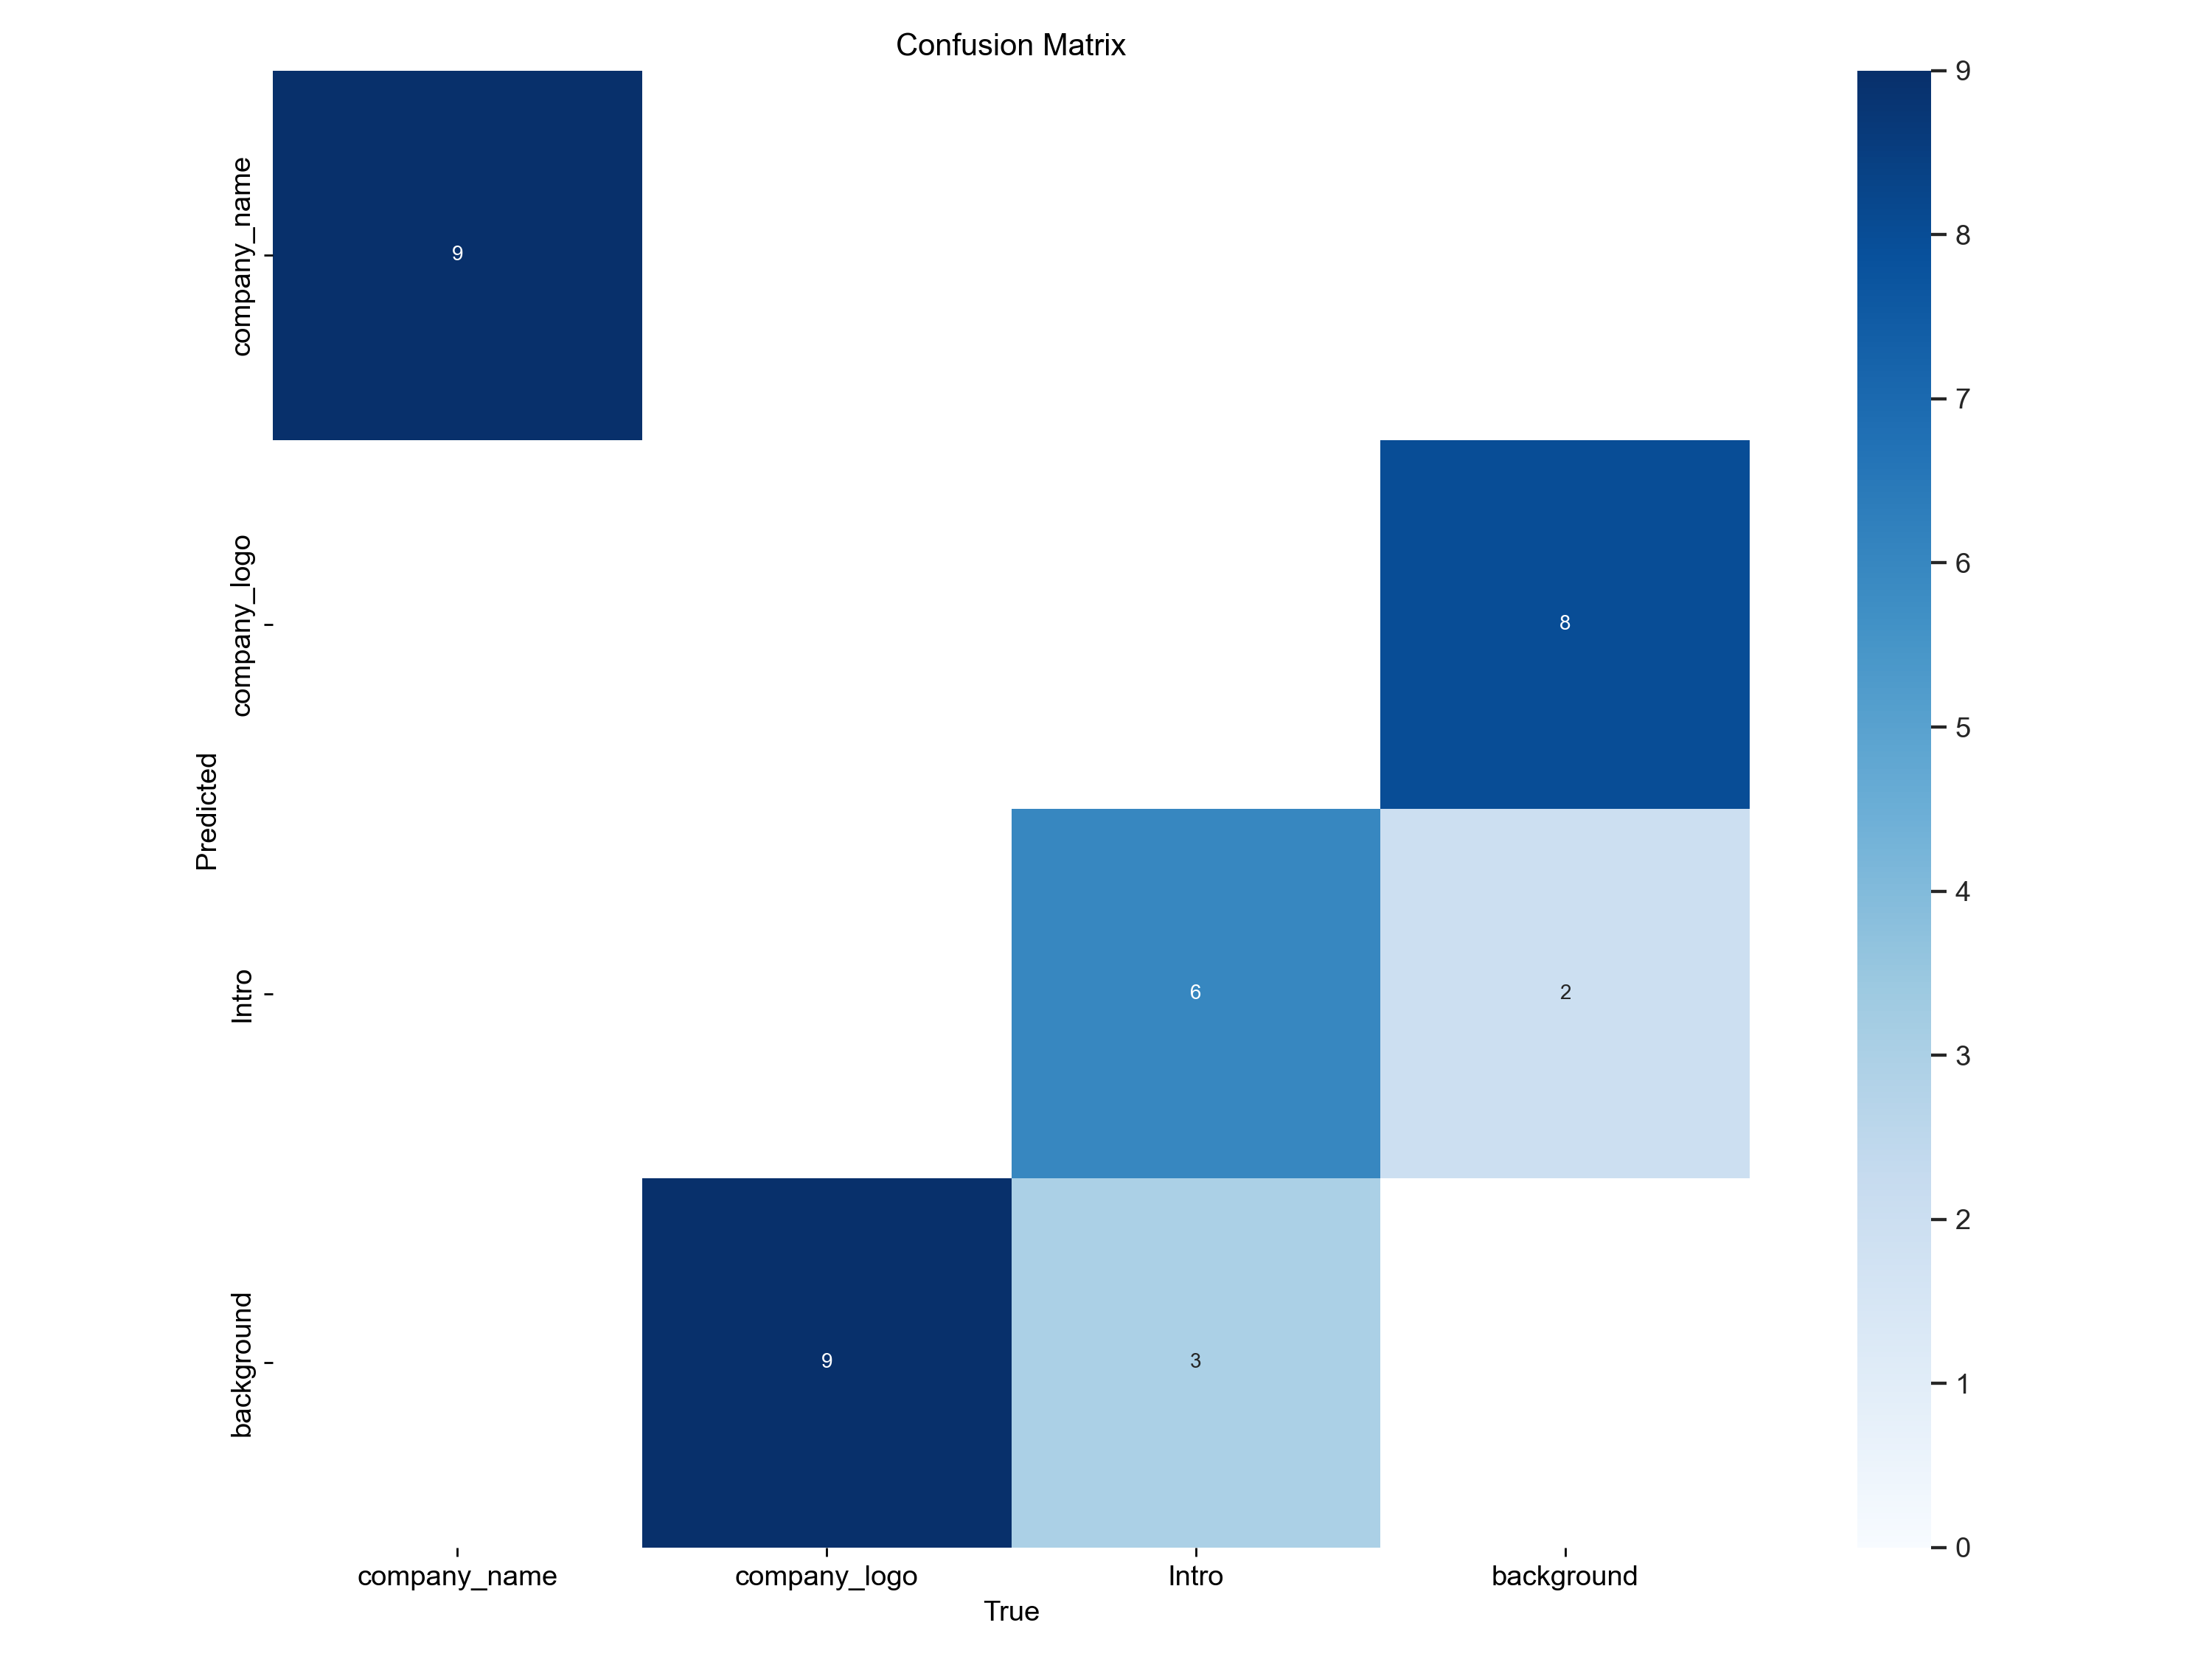 Confusion Matrix
Predicted
company_name
company_logo
Intro
background
9
8
6
2
9
3
company_name
company_logo
Intro
background
True
9
8
7
6
5
4
3
2
1
0